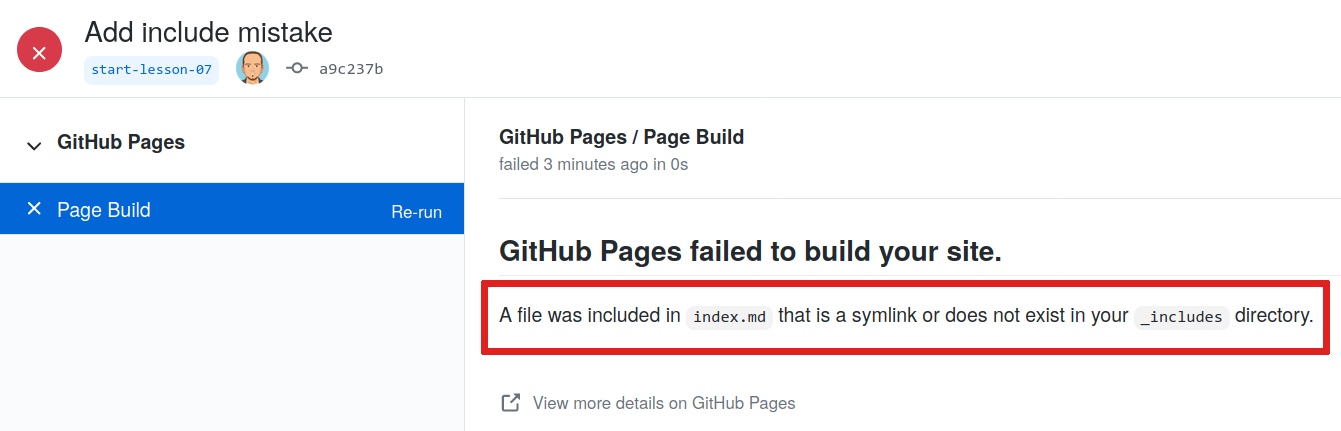 Add include mistake
start-lesson-07 a9c237b
GitHub Pages
Page Build Re-run
GitHub Pages / Page Build
failed 3 minutes ago in 0s
GitHub Pages failed to build your site.
A file was included in index.md that is a symlink or does not exist in your _includes directory.
View more details on GitHub Pages